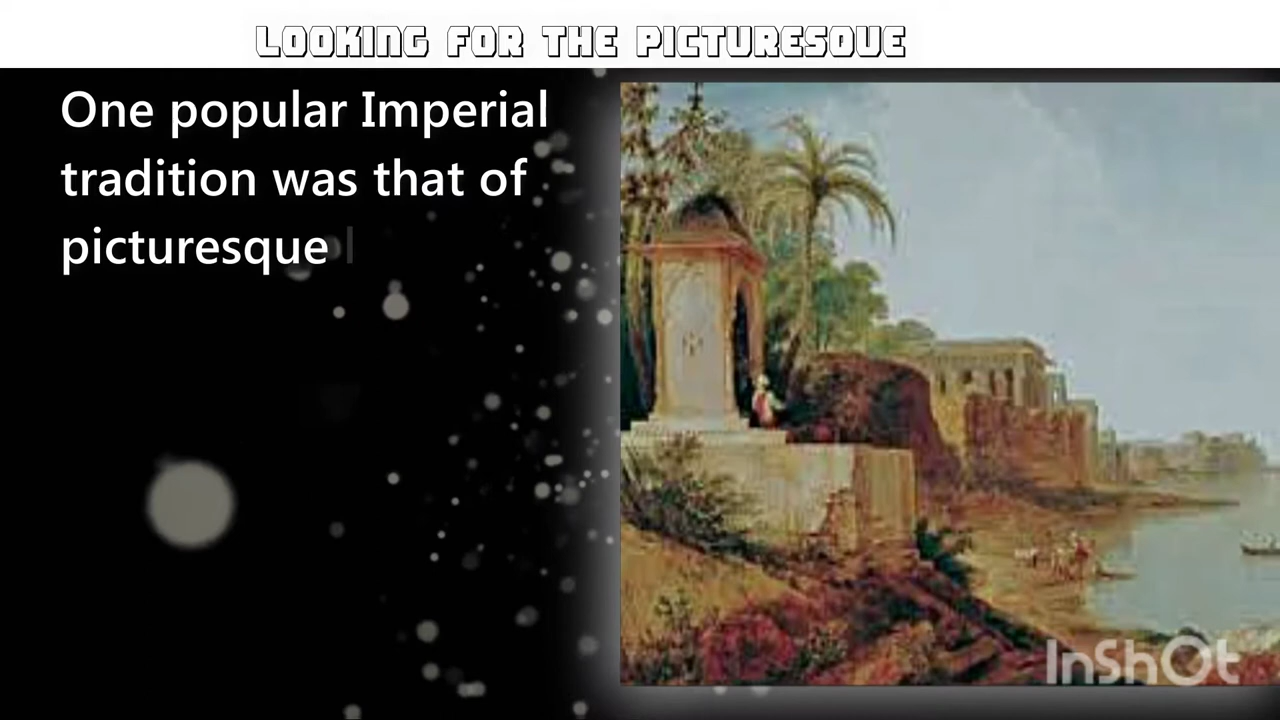 LOOKING FOR THE PICTURESQUE
One popular Imperial
tradition was that of
picturesque l
InShOt